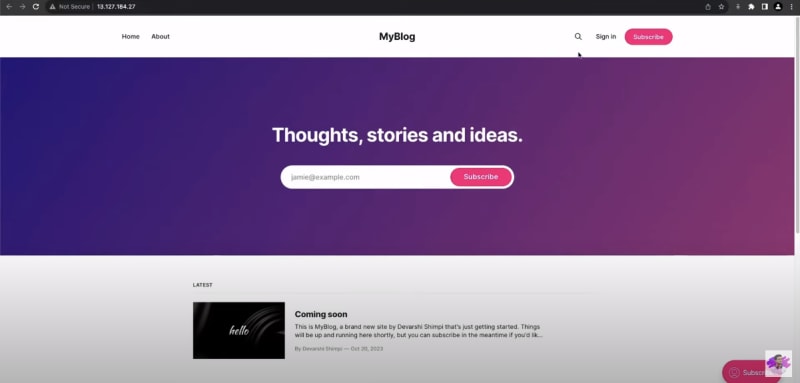 Not Secure | 13.127.184.27
Home About MyBlog Sign in Subscribe
Thoughts, stories and ideas.
jamie@example.com Subscribe
LATEST
hello
Coming soon
This is MyBlog, a brand new site by Devarshi Shimpi that's just getting started. Things
will be up and running here shortly, but you can subscribe in the meantime if you'd lik...
By Devarshi Shimpi — Oct 20, 2023